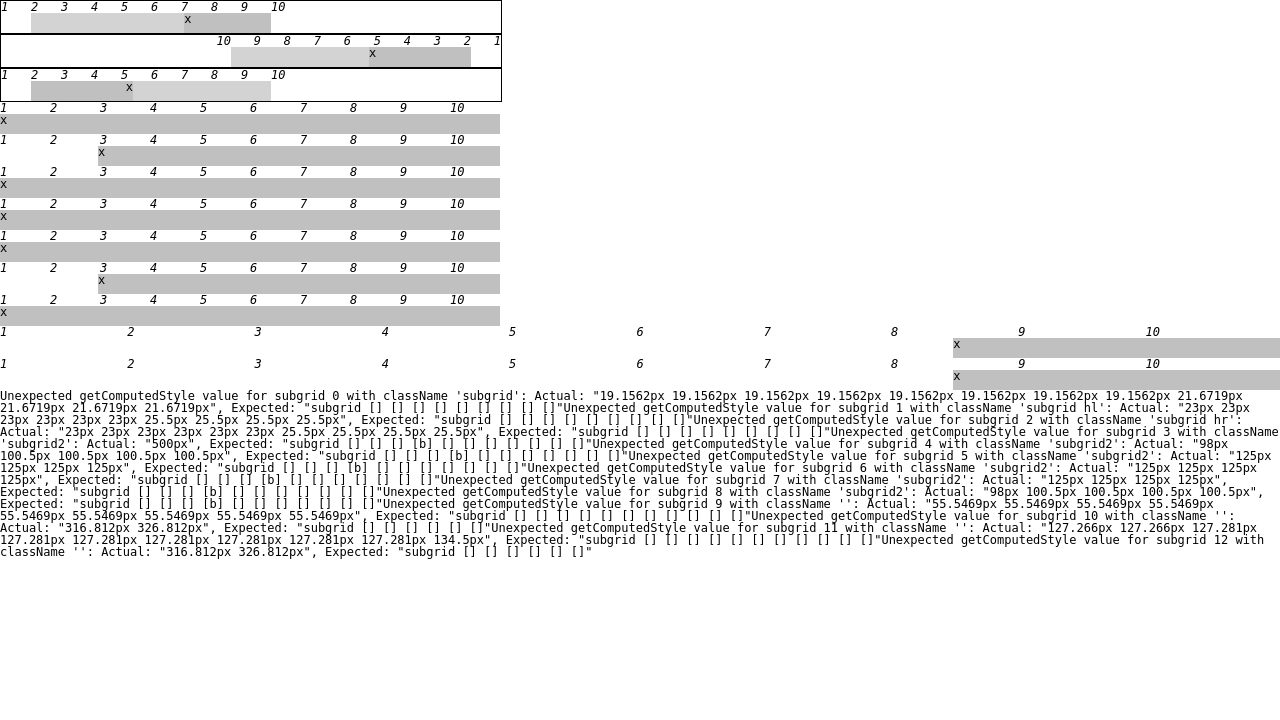 1 2 3 4 5 6 7 8 9 10
x
10 9 8 7 6 5 4 3 2 1
x
1 2 3 4 5 6 7 8 9 10
x
1 2 3 4 5 6 7 8 9 10
x
1 2 3 4 5 6 7 8 9 10
x
1 2 3 4 5 6 7 8 9 10
x
1 2 3 4 5 6 7 8 9 10
x
1 2 3 4 5 6 7 8 9 10
x
1 2 3 4 5 6 7 8 9 10
x
1 2 3 4 5 6 7 8 9 10
x
1 2 3 4 5 6 7 8 9 10
x
1 2 3 4 5 6 7 8 9 10
x
Unexpected getComputedStyle value for subgrid 0 with className 'subgrid': Actual: "19.1562px 19.1562px 19.1562px 19.1562px 19.1562px 19.1562px 19.1562px 19.1562px 21.6719px
21.6719px 21.6719px 21.6719px", Expected: "subgrid [] [] [] [] [] [] [] [] []"Unexpected getComputedStyle value for subgrid 1 with className 'subgrid hl': Actual: "23px 23px
23px 23px 23px 23px 25.5px 25.5px 25.5px 25.5px", Expected: "subgrid [] [] [] [] [] [] [] [] []"Unexpected getComputedStyle value for subgrid 2 with className 'subgrid hr':
Actual: "23px 23px 23px 23px 23px 23px 25.5px 25.5px 25.5px 25.5px", Expected: "subgrid [] [] [] [] [] [] [] [] []"Unexpected getComputedStyle value for subgrid 3 with className
'subgrid2': Actual: "500px", Expected: "subgrid [] [] [] [b] [] [] [] [] [] [] []"Unexpected getComputedStyle value for subgrid 4 with className 'subgrid2': Actual: "98px
100.5px 100.5px 100.5px 100.5px", Expected: "subgrid [] [] [] [b] [] [] [] [] [] [] []"Unexpected getComputedStyle value for subgrid 5 with className 'subgrid2': Actual: "125px
125px 125px 125px", Expected: "subgrid [] [] [] [b] [] [] [] [] [] [] []"Unexpected getComputedStyle value for subgrid 6 with className 'subgrid2': Actual: "125px 125px 125px
125px", Expected: "subgrid [] [] [] [b] [] [] [] [] [] [] []"Unexpected getComputedStyle value for subgrid 7 with className 'subgrid2': Actual: "125px 125px 125px 125px",
Expected: "subgrid [] [] [] [b] [] [] [] [] [] [] []"Unexpected getComputedStyle value for subgrid 8 with className 'subgrid2': Actual: "98px 100.5px 100.5px 100.5px 100.5px",
Expected: "subgrid [] [] [] [b] [] [] [] [] [] [] []"Unexpected getComputedStyle value for subgrid 9 with className '': Actual: "55.5469px 55.5469px 55.5469px 55.5469px
55.5469px 55.5469px 55.5469px 55.5469px 55.5469px", Expected: "subgrid [] [] [] [] [] [] [] [] [] [] []"Unexpected getComputedStyle value for subgrid 10 with className '':
Actual: "316.812px 326.812px", Expected: "subgrid [] [] [] [] [] []"Unexpected getComputedStyle value for subgrid 11 with className '': Actual: "127.266px 127.266px 127.281px
127.281px 127.281px 127.281px 127.281px 127.281px 127.281px 134.5px", Expected: "subgrid [] [] [] [] [] [] [] [] [] [] []"Unexpected getComputedStyle value for subgrid 12 with
className '': Actual: "316.812px 326.812px", Expected: "subgrid [] [] [] [] [] []"